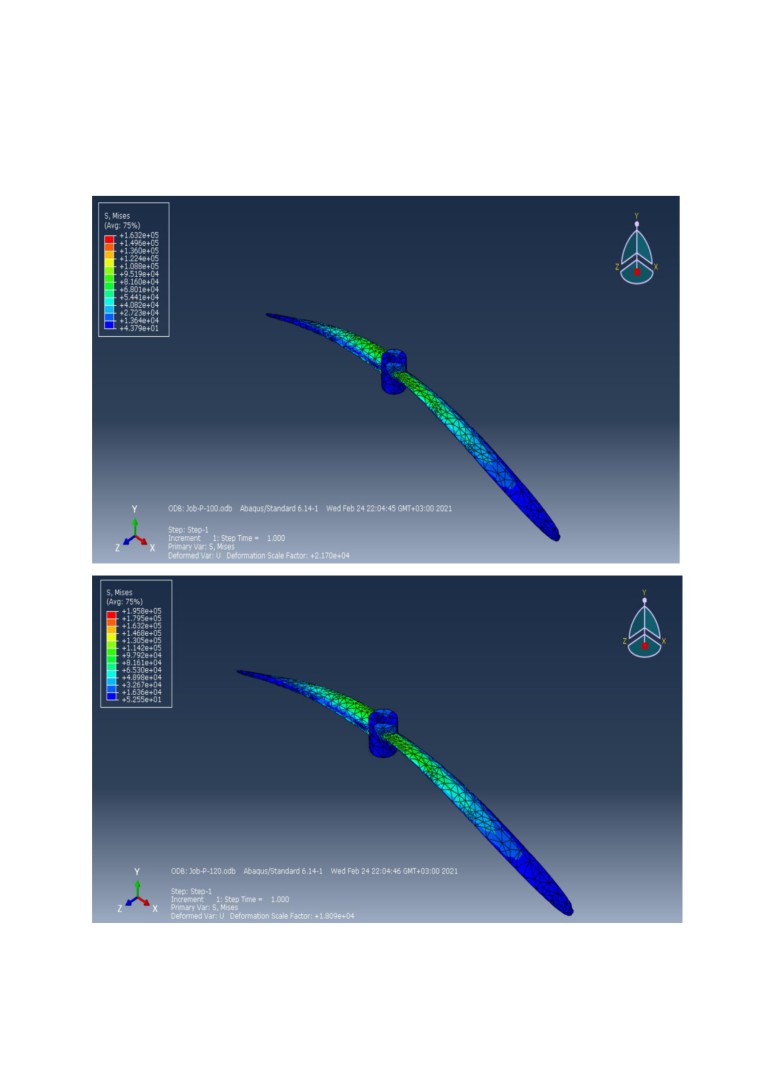 S, Mises
(Avg: 75%)
+1.632e+05
+1.496e+05
+1.360e+05
+1.224e+05
+1.088e+05
+9.519e+04
+8.160e+04
+6.801e+04
+5.441e+04
+4.082e+04
+2.723e+04
+1.364e+04
+4.379e+01
Y
Z
X
Y
Z
X
ODB: Job-P-100.odb Abaqus/Standard 6.14-1 Wed Feb 24 22:04:45 GMT+03:00 2021
Step: Step-1
Increment 1: Step Time = 1.000
Primary Var: S, Mises
Deformed Var: U Deformation Scale Factor: +2.170e+04
S, Mises
(Avg: 75%)
+1.958e+05
+1.795e+05
+1.632e+05
+1.468e+05
+1.305e+05
+1.142e+05
+9.792e+04
+8.161e+04
+6.530e+04
+4.898e+04
+3.267e+04
+1.636e+04
+5.255e+01
Y
Z
X
Y
Z
X
ODB: Job-P-120.odb Abaqus/Standard 6.14-1 Wed Feb 24 22:04:46 GMT+03:00 2021
Step: Step-1
Increment 1: Step Time = 1.000
Primary Var: S, Mises
Deformed Var: U Deformation Scale Factor: +1.809e+04